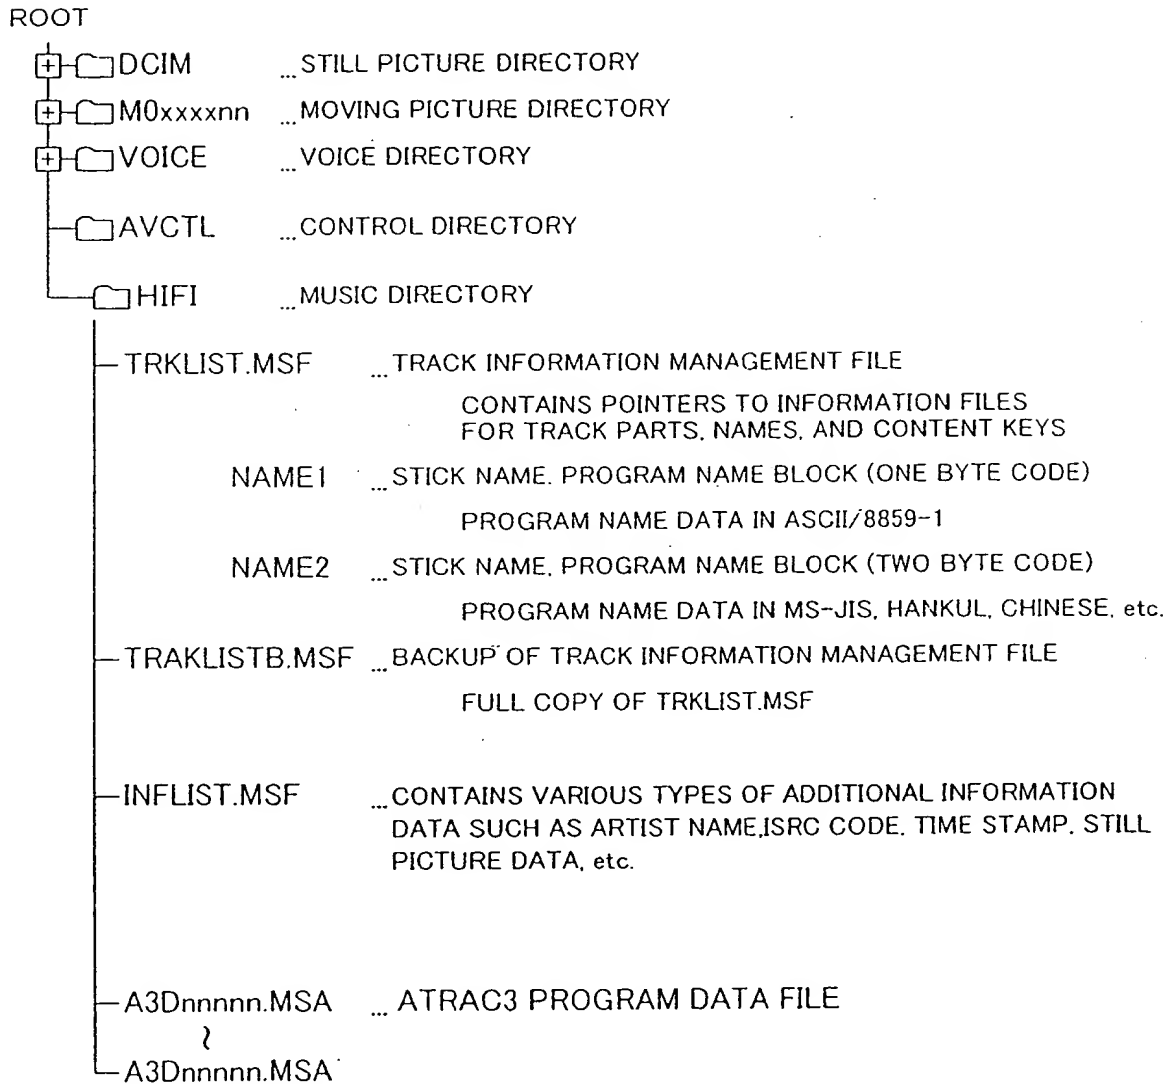 ROOT
DCIM ... STILL PICTURE DIRECTORY
M0xxxxnn ... MOVING PICTURE DIRECTORY
VOICE ... VOICE DIRECTORY
AVCTL ... CONTROL DIRECTORY
HIFI ... MUSIC DIRECTORY
TRKLIST.MSF ... TRACK INFORMATION MANAGEMENT FILE
CONTAINS POINTERS TO INFORMATION FILES
FOR TRACK PARTS, NAMES, AND CONTENT KEYS
NAME1 ... STICK NAME. PROGRAM NAME BLOCK (ONE BYTE CODE)
PROGRAM NAME DATA IN ASCII/8859-1
NAME2 ... STICK NAME, PROGRAM NAME BLOCK (TWO BYTE CODE)
PROGRAM NAME DATA IN MS-JIS, HANKUL, CHINESE, etc.
TRAKLISTB.MSF ... BACKUP OF TRACK INFORMATION MANAGEMENT FILE
FULL COPY OF TRKLIST.MSF
INFLIST.MSF ... CONTAINS VARIOUS TYPES OF ADDITIONAL INFORMATION
DATA SUCH AS ARTIST NAME,ISRC CODE, TIME STAMP, STILL
PICTURE DATA, etc.
A3Dnnnnn.MSA ... ATRAC3 PROGRAM DATA FILE
A3Dnnnnn.MSA